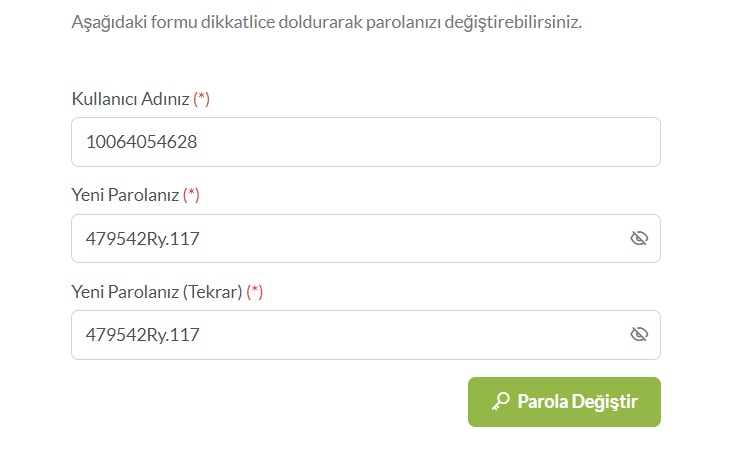 Aşağıdaki formu dikkatlice doldurarak parolanızı değiştirebilirsiniz.
Kullanıcı Adınız (*)
10064054628
Yeni Parolanız (*)
479542Ry.117
Yeni Parolanız (Tekrar) (*)
479542Ry.117
Parola Değiştir